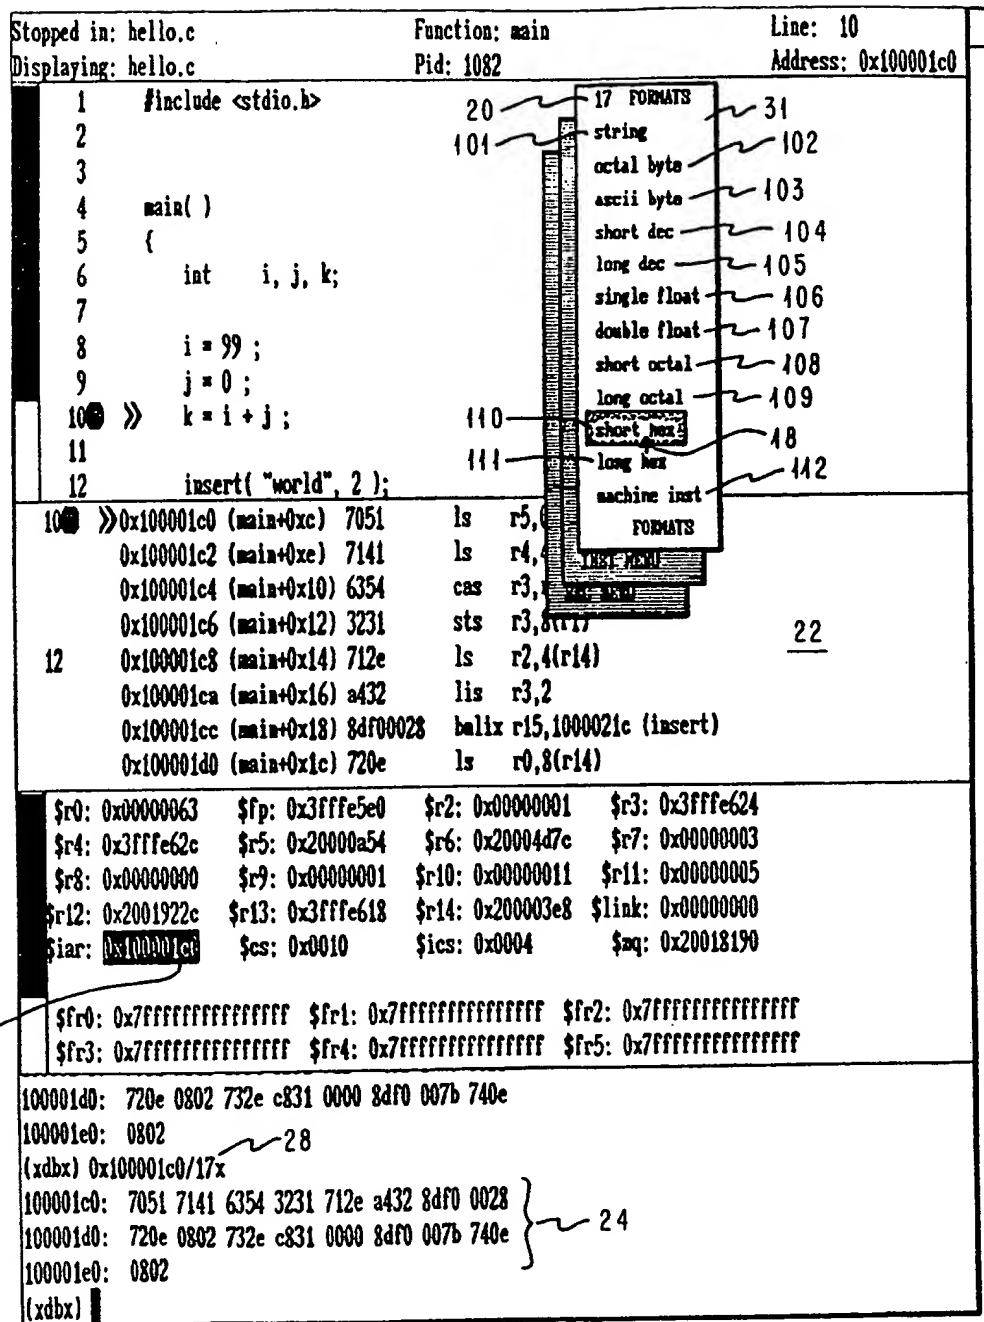 Stopped in: hello.c Function: main Line: 10
Displaying: hello.c Pid: 1082 Address: 0x100001c0
1 #include <stdio.h>
2
3
4 main( )
5 {
6 int i, j, k;
7
8 i = 99 ;
9 j = 0 ;
10 » k = i + j ;
11
12 insert( "world", 2 );
20 17 FORMATS 31
101 string
octal byte 102
ascii byte 103
short dec 104
long dec 105
single float 106
double float 107
short octal 108
long octal 109
110 short hex 18
111 long hex
machine inst 112
FORMATS
INST MENU
MENU
10 »0x100001c0 (main+0xc) 7051 ls r5,
0x100001c2 (main+0xe) 7141 ls r4,
0x100001c4 (main+0x10) 6354 cas r3,
0x100001c6 (main+0x12) 3231 sts r3,8(r1)
12 0x100001c8 (main+0x14) 712e ls r2,4(r14)
0x100001ca (main+0x16) a432 lis r3,2
0x100001cc (main+0x18) 8df00028 balix r15,1000021c (insert)
0x100001d0 (main+0x1c) 720e ls r0,8(r14)
22
$r0: 0x00000063 $fp: 0x3fffe5e0 $r2: 0x00000001 $r3: 0x3fffe624
$r4: 0x3fffe62c $r5: 0x20000a54 $r6: 0x20004d7c $r7: 0x00000003
$r8: 0x00000000 $r9: 0x00000001 $r10: 0x00000011 $r11: 0x00000005
$r12: 0x2001922c $r13: 0x3fffe618 $r14: 0x200003e8 $link: 0x00000000
$iar: 0x100001c0 $cs: 0x0010 $ics: 0x0004 $mq: 0x20018190
$fr0: 0x7fffffffffffffff $fr1: 0x7fffffffffffffff $fr2: 0x7fffffffffffffff
$fr3: 0x7fffffffffffffff $fr4: 0x7fffffffffffffff $fr5: 0x7fffffffffffffff
100001d0: 720e 0802 732e c831 0000 8df0 007b 740e
100001e0: 0802
28
(xdbx) 0x100001c0/17x
100001c0: 7051 7141 6354 3231 712e a432 8df0 0028
100001d0: 720e 0802 732e c831 0000 8df0 007b 740e
24
100001e0: 0802
(xdbx)